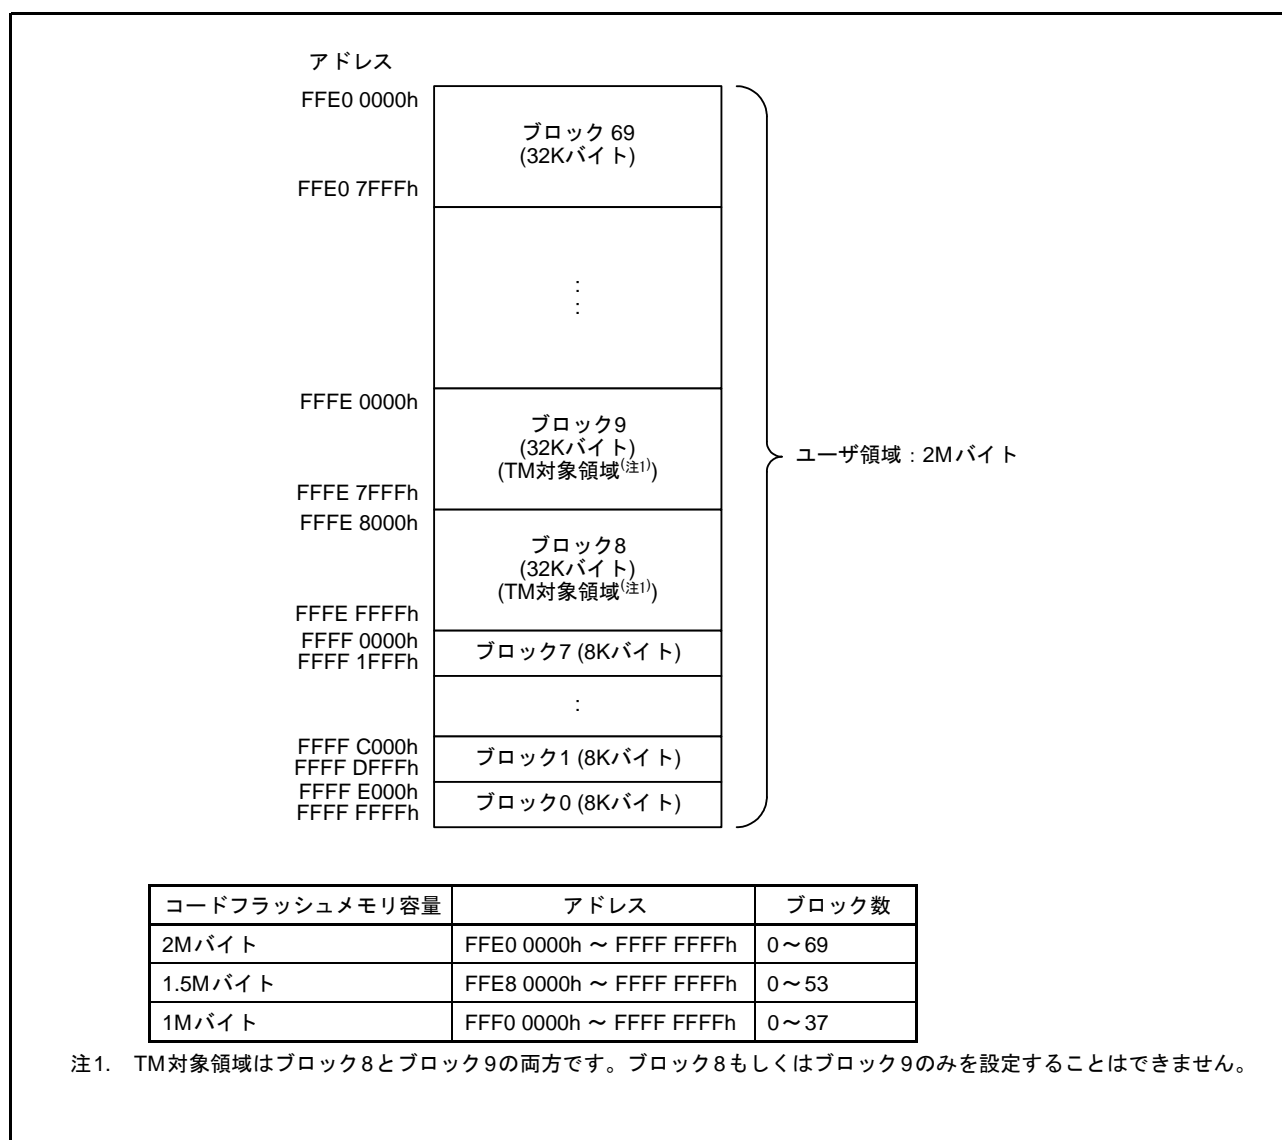 アドレス
FFE0 0000h
ブロック 69
(32Kバイト)
FFE0 7FFFh
:
:
FFFE 0000h
ブロック9
(32Kバイト)
(TM対象領域(注1))
FFFE 7FFFh
ユーザ領域 : 2Mバイト
FFFE 8000h
ブロック8
(32Kバイト)
(TM対象領域(注1))
FFFE FFFFh
FFFF 0000h
FFFF 1FFFh
ブロック7 (8Kバイト)
:
FFFF C000h
FFFF DFFFh
ブロック1 (8Kバイト)
FFFF E000h
FFFF FFFFh
ブロック0 (8Kバイト)
コードフラッシュメモリ容量 アドレス ブロック数
2Mバイト FFE0 0000h ~ FFFF FFFFh 0~69
1.5Mバイト FFE8 0000h ~ FFFF FFFFh 0~53
1Mバイト FFF0 0000h ~ FFFF FFFFh 0~37
注1. TM対象領域はブロック8とブロック9の両方です。ブロック8もしくはブロック9のみを設定することはできません。